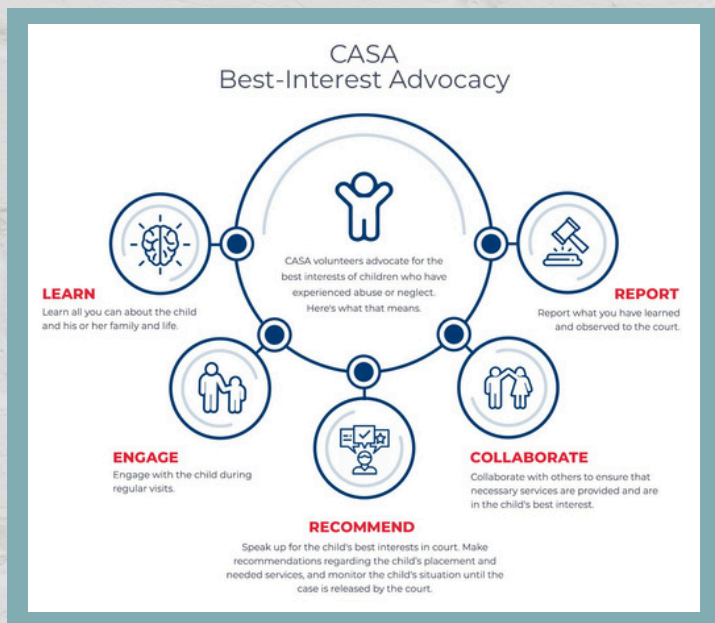 CASA
Best-Interest Advocacy
CASA volunteers advocate for the
best interests of children who have
experienced abuse or neglect.
Here's what that means.
LEARN
Learn all you can about the child
and his or her family and life.
ENGAGE
Engage with the child during
regular visits.
RECOMMEND
Speak up for the child's best interests in court. Make
recommendations regarding the child's placement and
needed services, and monitor the child's situation until the
case is released by the court.
COLLABORATE
Collaborate with others to ensure that
necessary services are provided and are
in the child's best interest.
REPORT
Report what you have learned
and observed to the court.